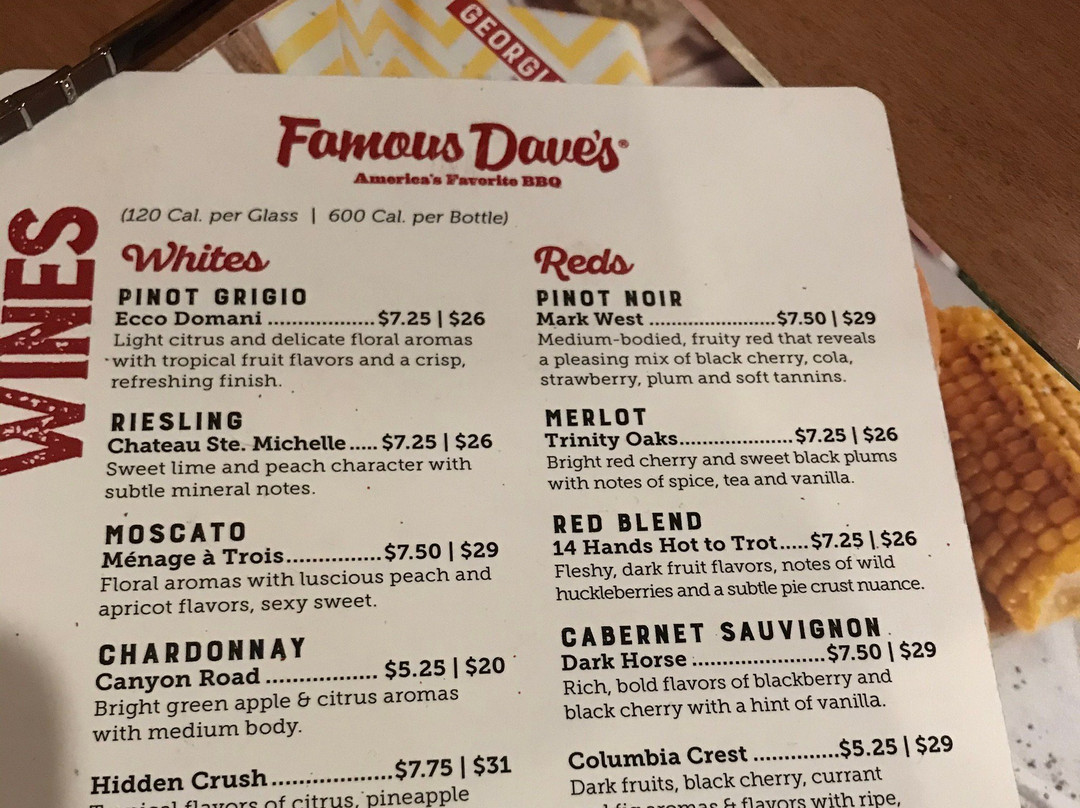 GEORGI
Famous Dave's®
America's Favorite BBQ
(120 Cal. per Glass | 600 Cal. per Bottle)
WINES
Whites
PINOT GRIGIO
Ecco Domani ................... $7.25 | $26
Light citrus and delicate floral aromas
with tropical fruit flavors and a crisp,
refreshing finish.
RIESLING
Chateau Ste. Michelle ..... $7.25 | $26
Sweet lime and peach character with
subtle mineral notes.
MOSCATO
Ménage à Trois............... $7.50 | $29
Floral aromas with luscious peach and
apricot flavors, sexy sweet.
CHARDONNAY
Canyon Road ................ $5.25 | $20
Bright green apple & citrus aromas
with medium body.
Hidden Crush ................. $7.75 | $31
Tropical flavors of citrus, pineapple
Reds
PINOT NOIR
Mark West ........................ $7.50 | $29
Medium-bodied, fruity red that reveals
a pleasing mix of black cherry, cola,
strawberry, plum and soft tannins.
MERLOT
Trinity Oaks..................... $7.25 | $26
Bright red cherry and sweet black plums
with notes of spice, tea and vanilla.
RED BLEND
14 Hands Hot to Trot..... $7.25 | $26
Fleshy, dark fruit flavors, notes of wild
huckleberries and a subtle pie crust nuance.
CABERNET SAUVIGNON
Dark Horse ....................... $7.50 | $29
Rich, bold flavors of blackberry and
black cherry with a hint of vanilla.
Columbia Crest .............. $5.25 | $29
Dark fruits, black cherry, currant
and fig aromas & flavors with ripe,